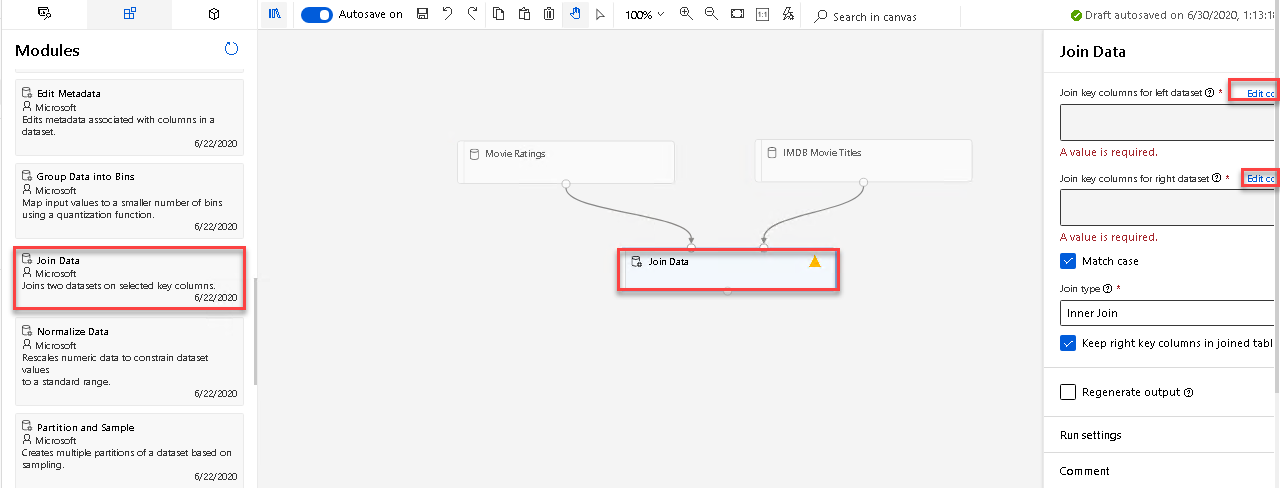 Autosave on
100%
1:1
Search in canvas
Draft autosaved on 6/30/2020, 1:13:18
Modules
Edit Metadata
Microsoft
Edits metadata associated with columns in a
dataset.
6/22/2020
Group Data into Bins
Microsoft
Map input values to a smaller number of bins
using a quantization function.
6/22/2020
Join Data
Microsoft
Joins two datasets on selected key columns.
6/22/2020
Normalize Data
Microsoft
Rescales numeric data to constrain dataset
values
to a standard range.
6/22/2020
Partition and Sample
Microsoft
Creates multiple partitions of a dataset based on
sampling.
6/22/2020
Movie Ratings
IMDB Movie Titles
Join Data
Join Data
Join key columns for left dataset * Edit co
A value is required.
Join key columns for right dataset * Edit co
A value is required.
Match case
Join type *
Inner Join
Keep right key columns in joined tabl
Regenerate output
Run settings
Comment